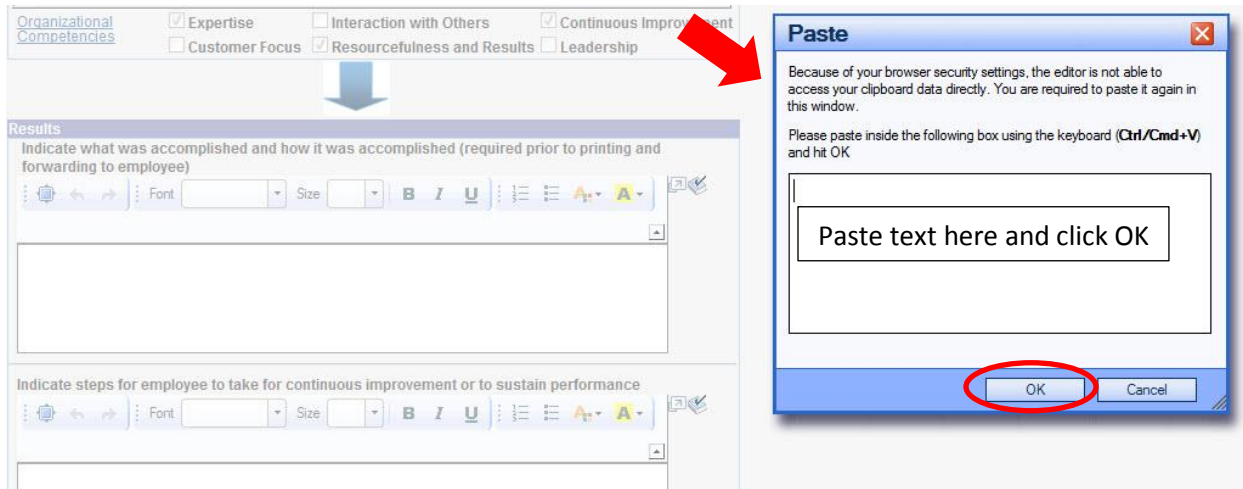 Organizational
Competencies
Expertise
Interaction with Others
Continuous Improvement
Customer Focus
Resourcefulness and Results
Leadership
Results
Indicate what was accomplished and how it was accomplished (required prior to printing and
forwarding to employee)
Font
Size
B I U
A
A
Indicate steps for employee to take for continuous improvement or to sustain performance
Font
Size
B I U
A
A
Paste
Because of your browser security settings, the editor is not able to
access your clipboard data directly. You are required to paste it again in
this window.
Please paste inside the following box using the keyboard (Ctrl/Cmd+V)
and hit OK
Paste text here and click OK
OK
Cancel